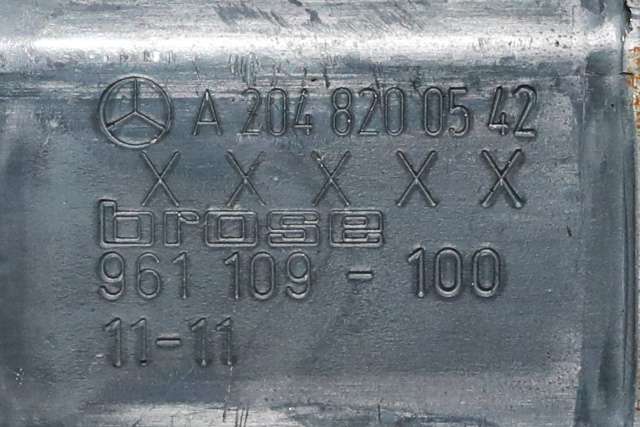 A 204 820 05 42
X X X X X
brose
961 109 - 100
11-11